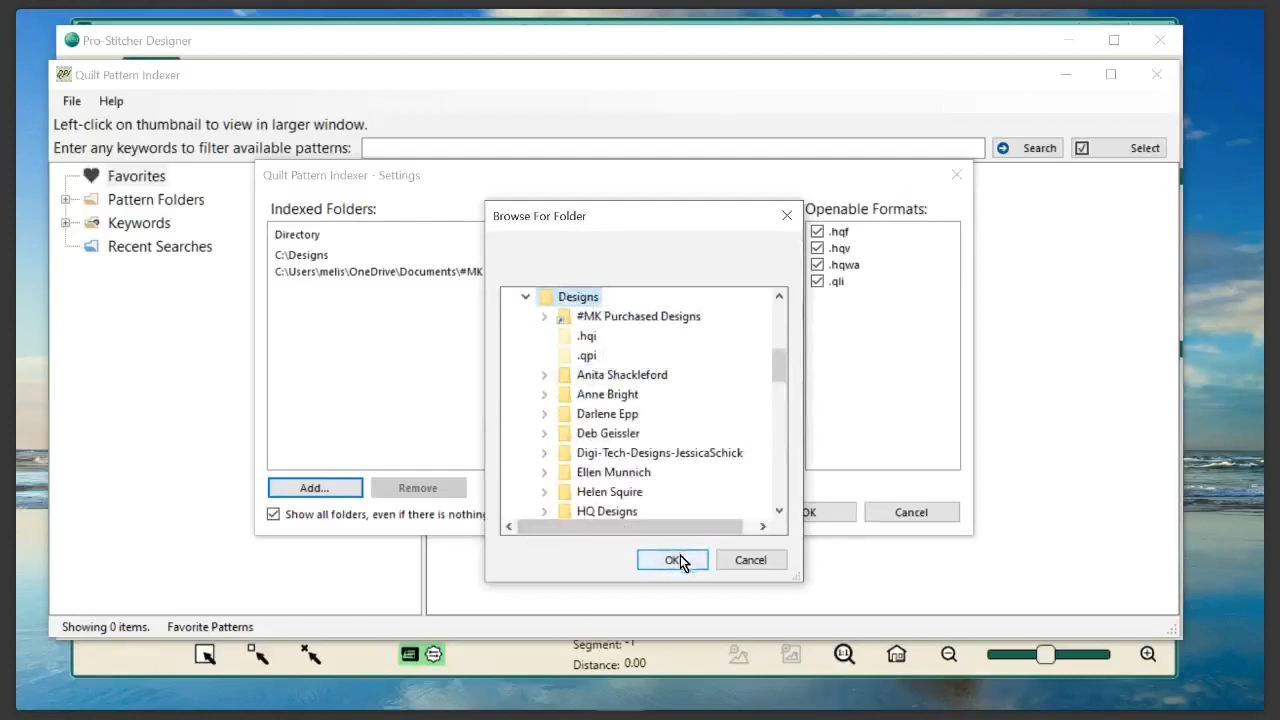 Pro-Stitcher Designer
Quilt Pattern Indexer
File Help
Left-click on thumbnail to view in larger window.
Enter any keywords to filter available patterns:
Search
Select
Favorites
Pattern Folders
Keywords
Recent Searches
Quilt Pattern Indexer - Settings
Indexed Folders:
Directory
C:\Designs
C:\Users\melis\OneDrive\Documents\#MK
Add...
Remove
Show all folders, even if there is nothing
Browse For Folder
Designs
#MK Purchased Designs
.hqi
.qpi
Anita Shackleford
Anne Bright
Darlene Epp
Deb Geissler
Digi-Tech-Designs-JessicaSchick
Ellen Munnich
Helen Squire
HQ Designs
OK
Cancel
Openable Formats:
.hqf
.hqv
.hqwa
.qli
OK
Cancel
Showing 0 items. Favorite Patterns
Segment: -1
Distance: 0.00
1:1